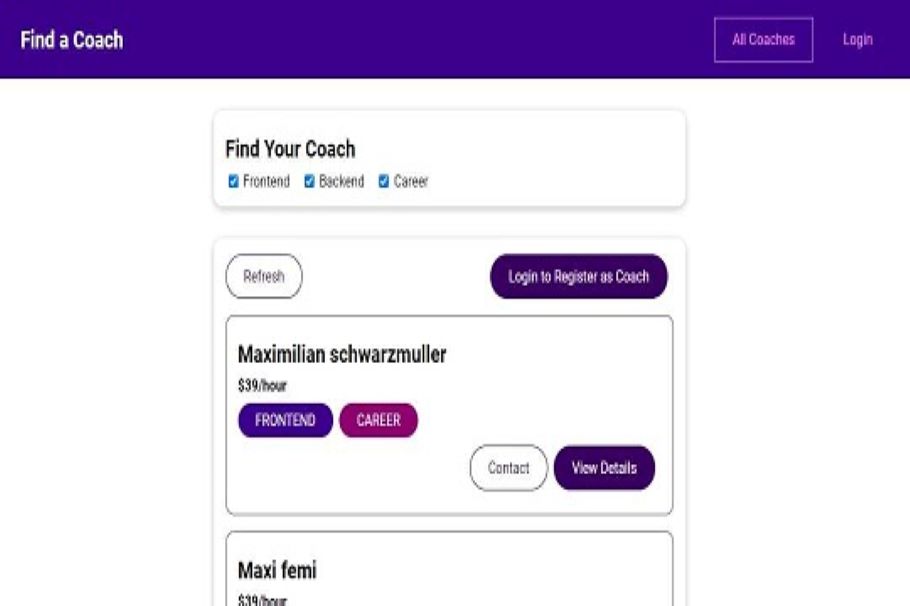 Find a Coach
All Coaches
Login
Find Your Coach
Frontend Backend Career
Refresh
Login to Register as Coach
Maximilian schwarzmuller
$39/hour
FRONTEND CAREER
Contact View Details
Maxi femi
$39/hour